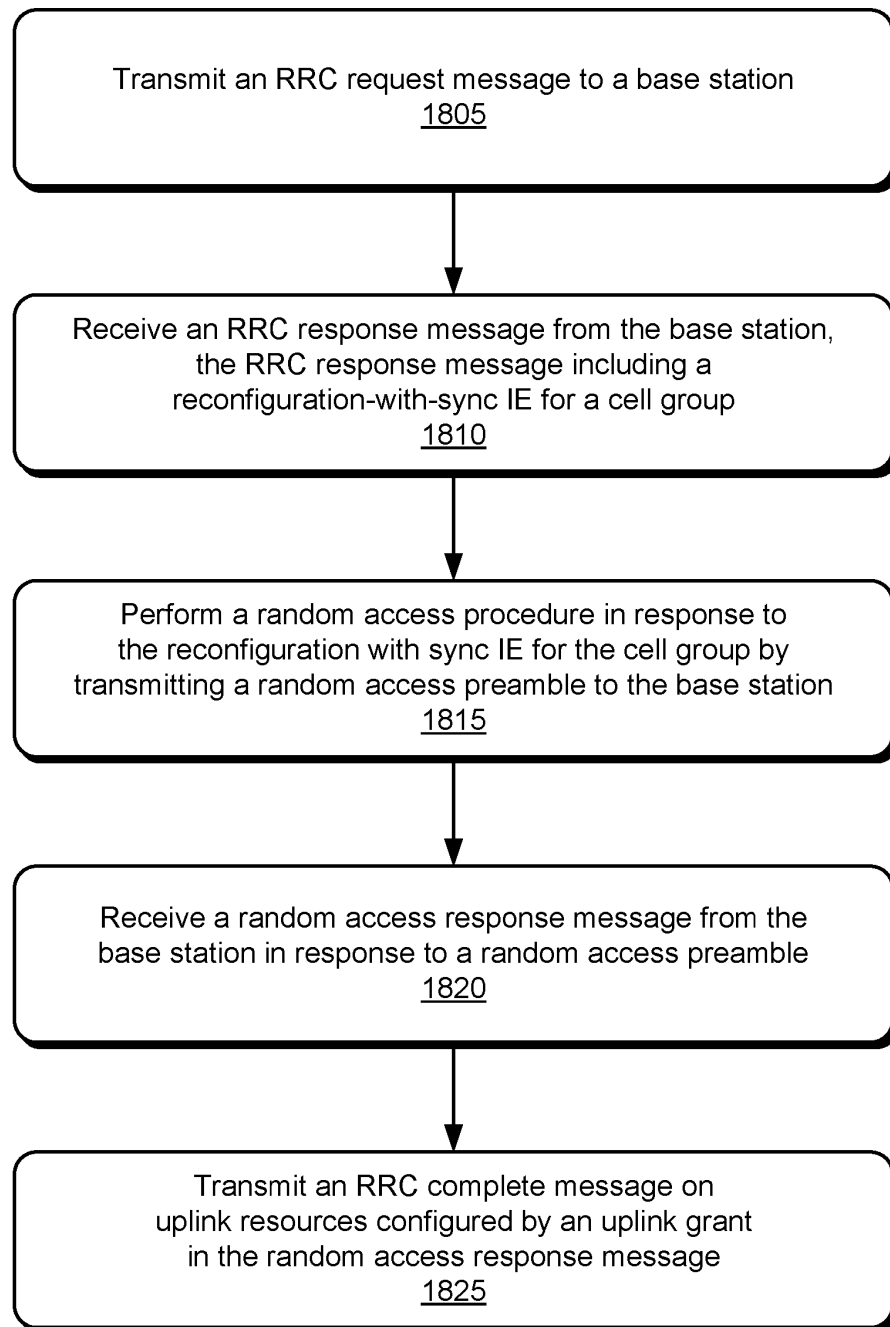 Transmit an RRC request message to a base station
1805
Receive an RRC response message from the base station,
the RRC response message including a
reconfiguration-with-sync IE for a cell group
1810
Perform a random access procedure in response to
the reconfiguration with sync IE for the cell group by
transmitting a random access preamble to the base station
1815
Receive a random access response message from the
base station in response to a random access preamble
1820
Transmit an RRC complete message on
uplink resources configured by an uplink grant
in the random access response message
1825